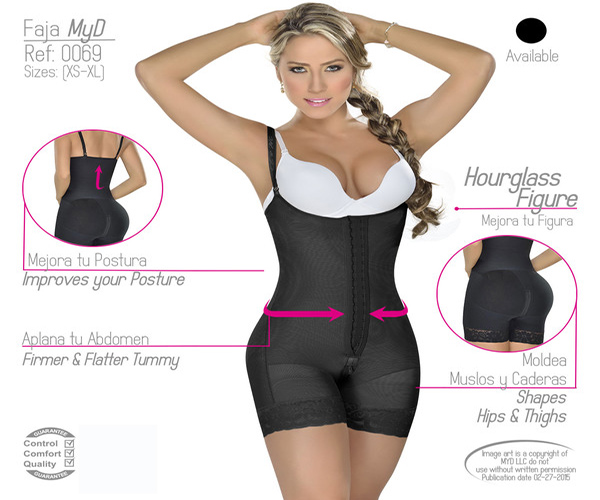 Faja MyD
Ref: 0069
Sizes: (XS-XL)
Available
Hourglass
Figure
Mejora tu Figura
Mejora tu Postura
Improves your Posture
Aplana tu Abdomen
Firmer & Flatter Tummy
Moldea
Muslos y Caderas
Shapes
Hips & Thighs
GUARANTEE
Control
Comfort
Quality
GUARANTEE
Image art is a copyright of
MYD LLC do not
use without written permission
Publication date 02-27-2015